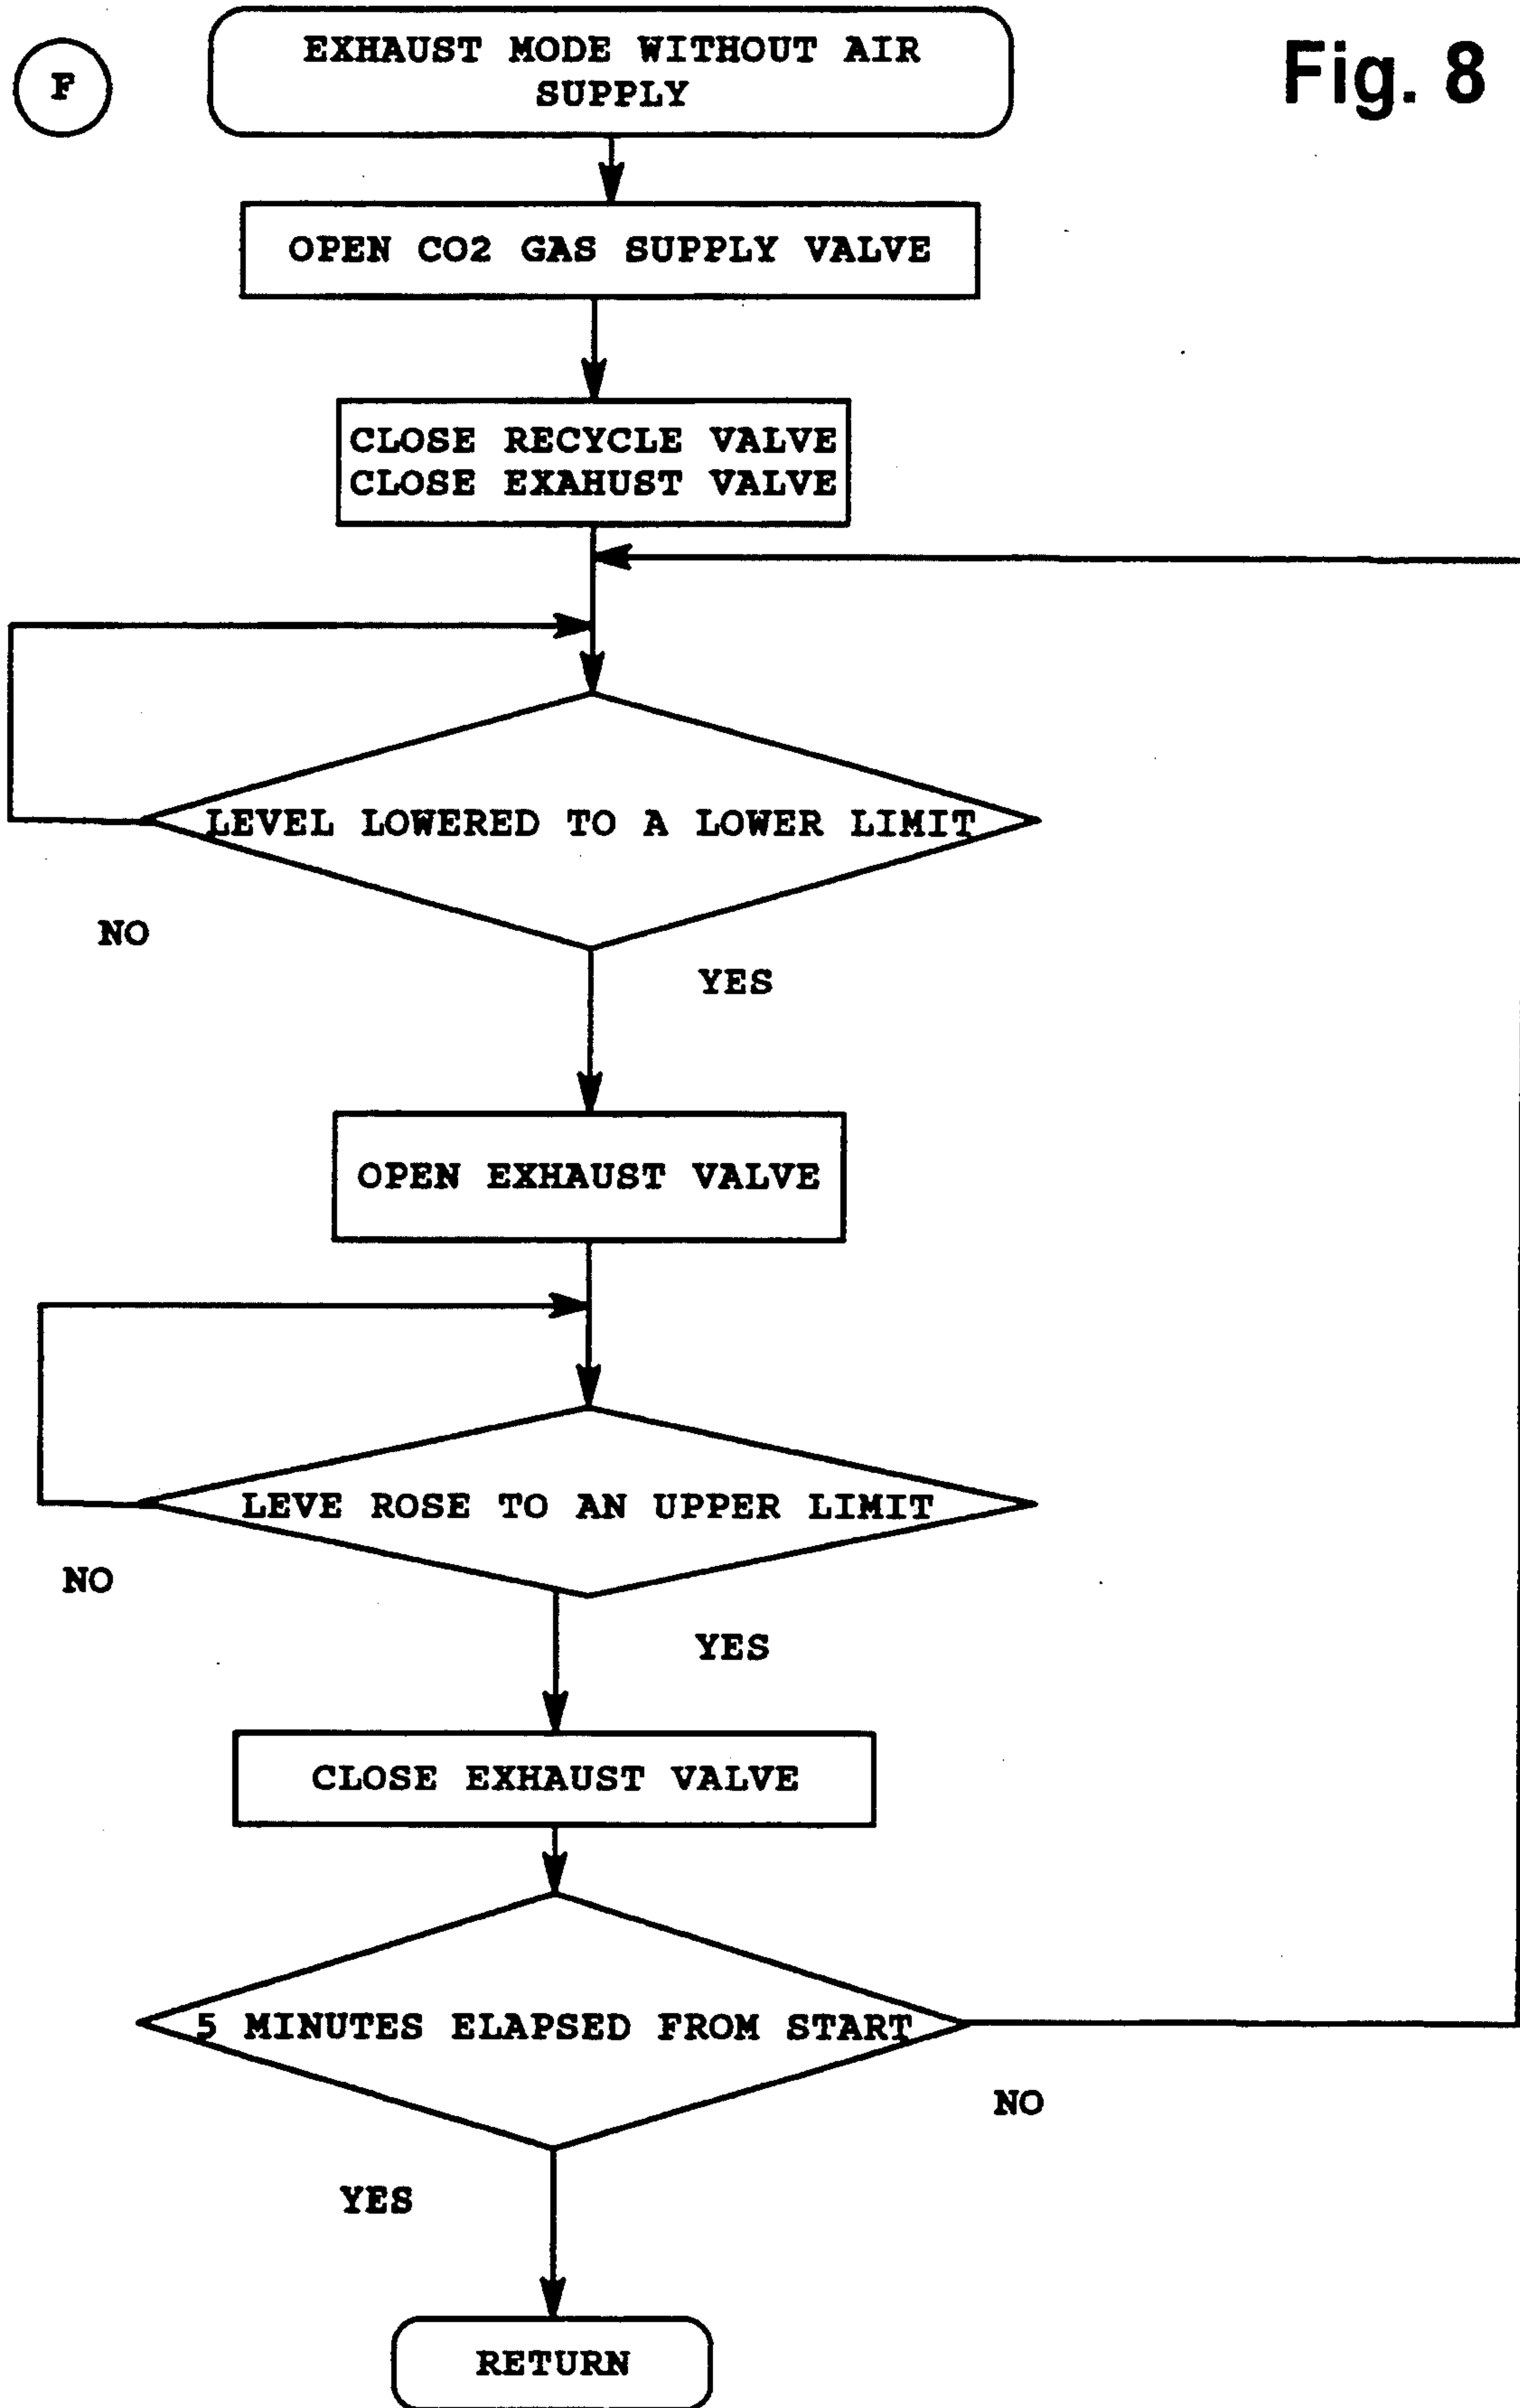 F
EXHAUST MODE WITHOUT AIR
SUPPLY
Fig. 8
OPEN CO2 GAS SUPPLY VALVE
CLOSE RECYCLE VALVE
CLOSE EXAHUST VALVE
LEVEL LOWERED TO A LOWER LIMIT
NO
YES
OPEN EXHAUST VALVE
LEVE ROSE TO AN UPPER LIMIT
NO
YES
CLOSE EXHAUST VALVE
5 MINUTES ELAPSED FROM START
NO
YES
RETURN